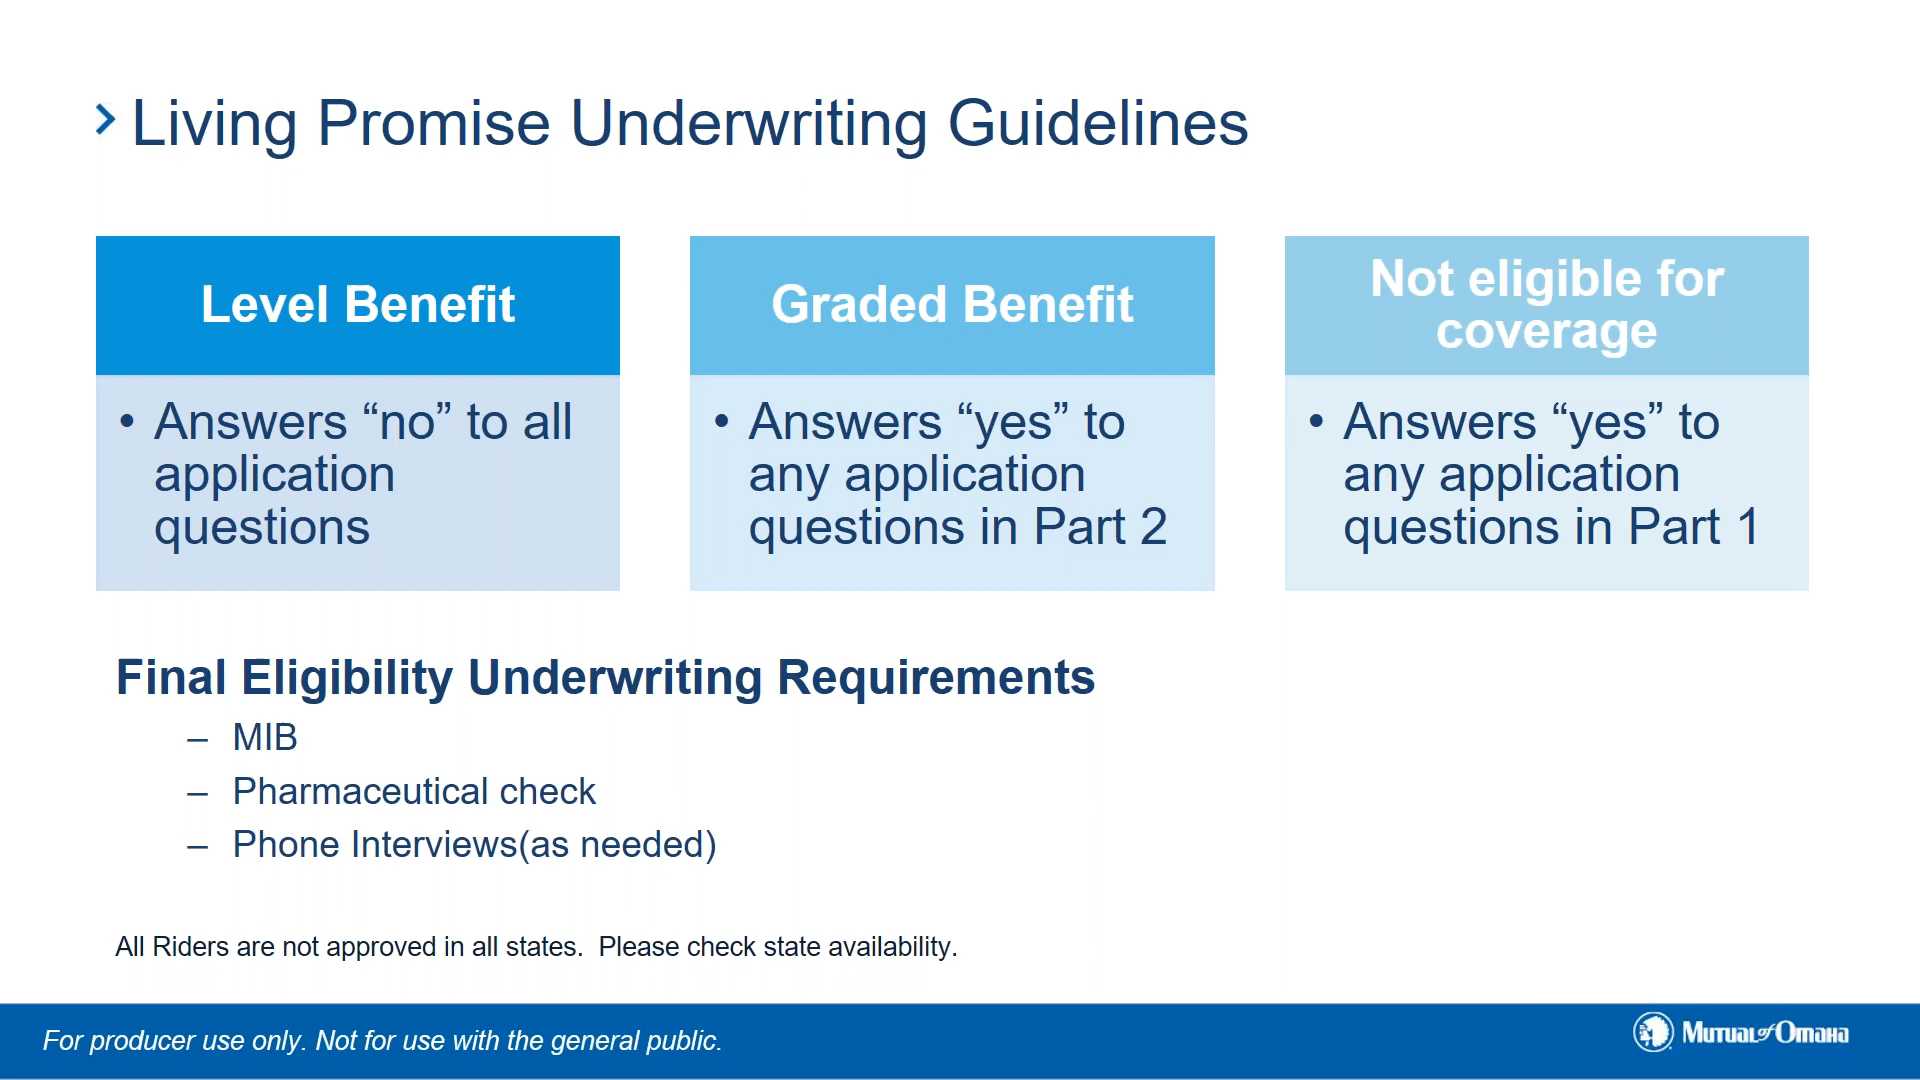 Living Promise Underwriting Guidelines
Level Benefit
• Answers “no” to all
application
questions
Graded Benefit
• Answers “yes” to
any application
questions in Part 2
Not eligible for
coverage
• Answers “yes” to
any application
questions in Part 1
Final Eligibility Underwriting Requirements
– MIB
– Pharmaceutical check
– Phone Interviews(as needed)
All Riders are not approved in all states.  Please check state availability.
For producer use only. Not for use with the general public.
Mutual of Omaha